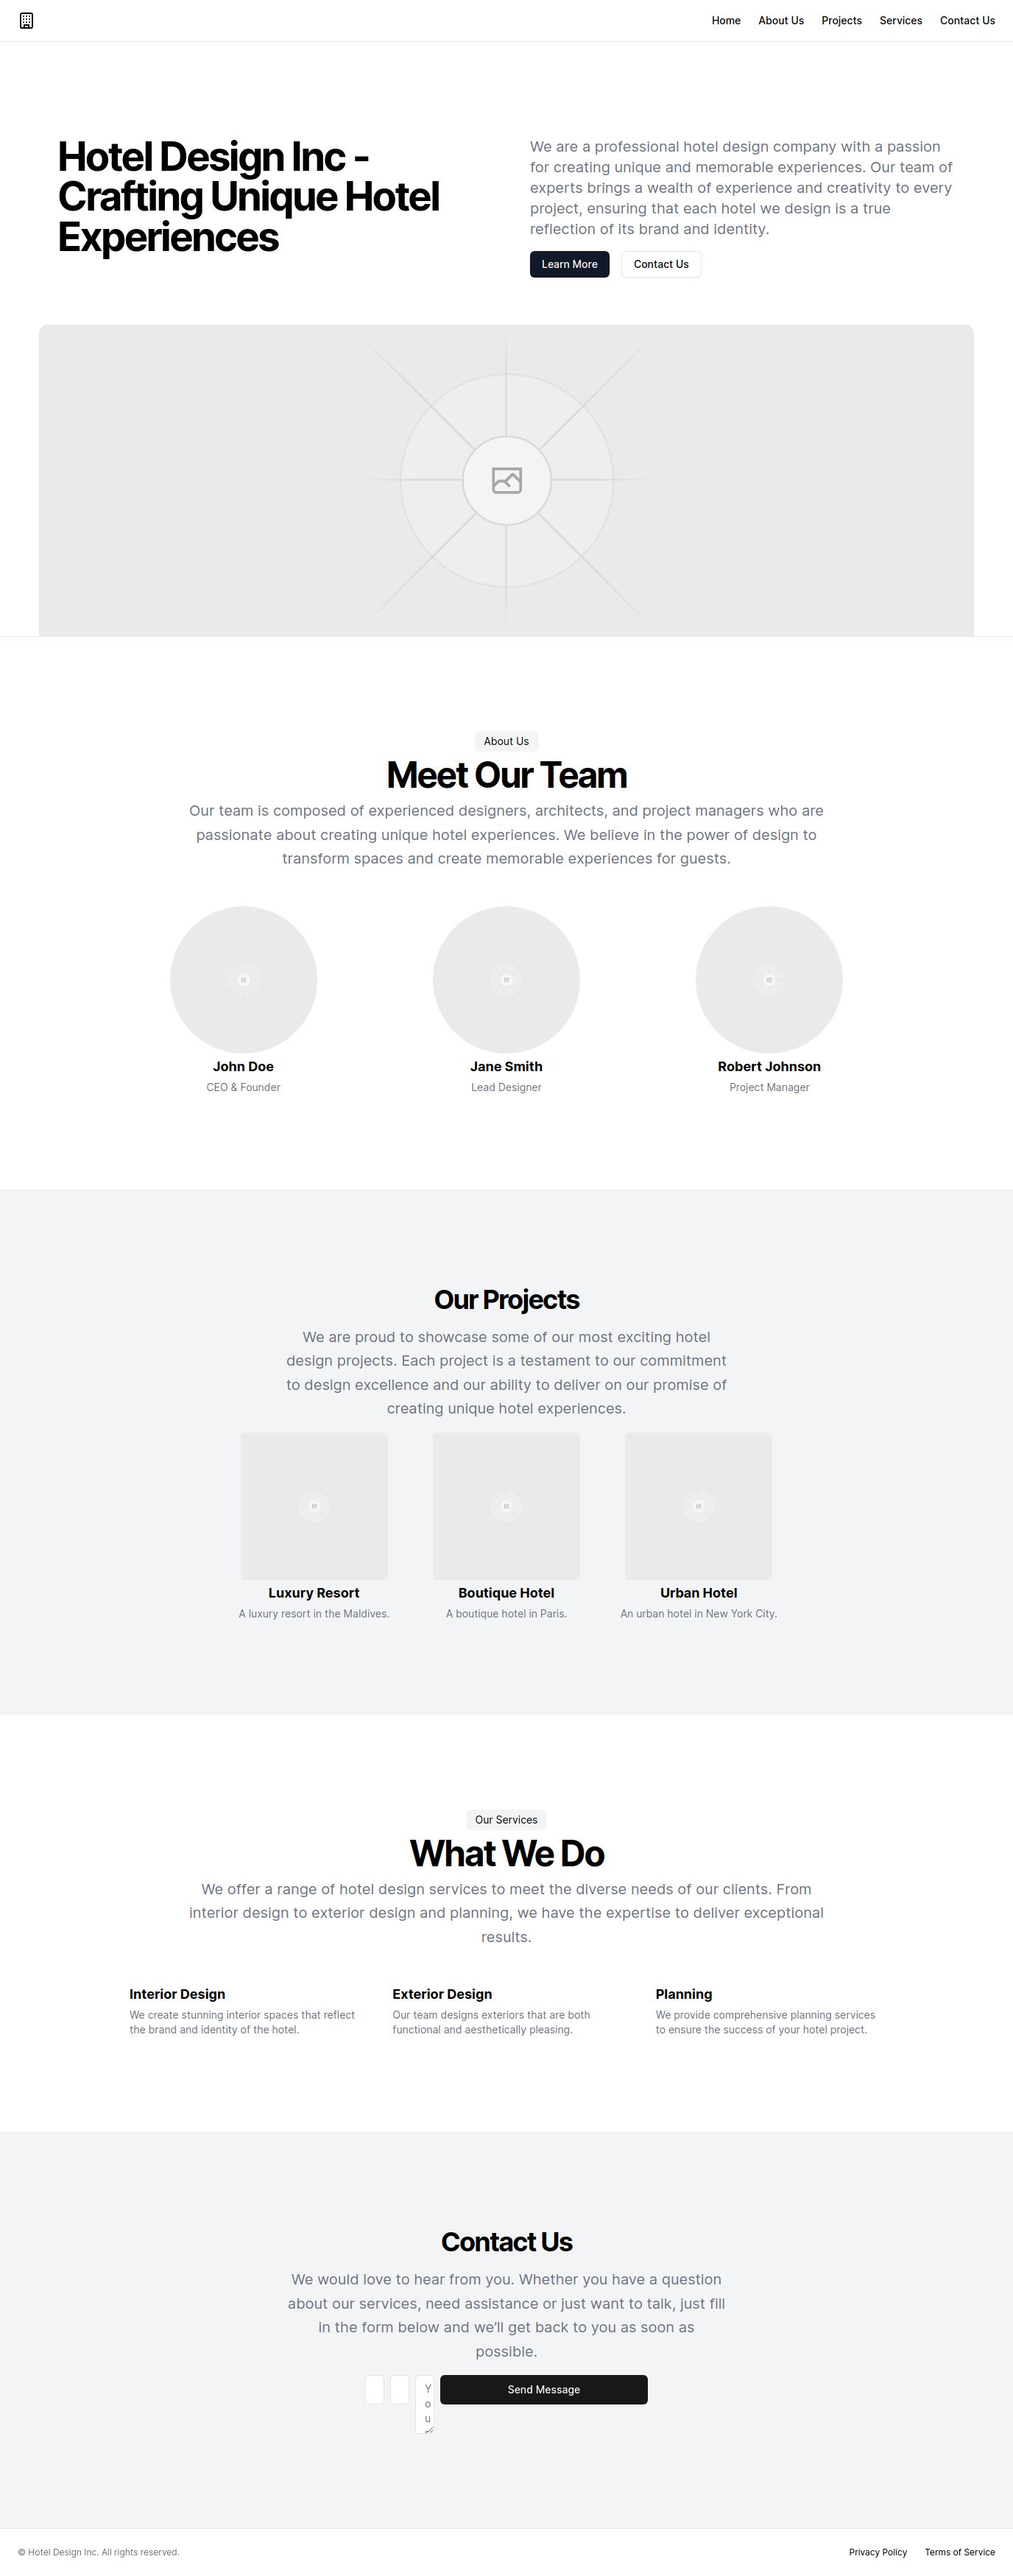 Home About Us Projects Services Contact Us
Hotel Design Inc -
Crafting Unique Hotel
Experiences
We are a professional hotel design company with a passion
for creating unique and memorable experiences. Our team of
experts brings a wealth of experience and creativity to every
project, ensuring that each hotel we design is a true
reflection of its brand and identity.
Learn More Contact Us
About Us
Meet Our Team
Our team is composed of experienced designers, architects, and project managers who are
passionate about creating unique hotel experiences. We believe in the power of design to
transform spaces and create memorable experiences for guests.
John Doe
CEO & Founder
Jane Smith
Lead Designer
Robert Johnson
Project Manager
Our Projects
We are proud to showcase some of our most exciting hotel
design projects. Each project is a testament to our commitment
to design excellence and our ability to deliver on our promise of
creating unique hotel experiences.
Luxury Resort
A luxury resort in the Maldives.
Boutique Hotel
A boutique hotel in Paris.
Urban Hotel
An urban hotel in New York City.
Our Services
What We Do
We offer a range of hotel design services to meet the diverse needs of our clients. From
interior design to exterior design and planning, we have the expertise to deliver exceptional
results.
Interior Design
We create stunning interior spaces that reflect
the brand and identity of the hotel.
Exterior Design
Our team designs exteriors that are both
functional and aesthetically pleasing.
Planning
We provide comprehensive planning services
to ensure the success of your hotel project.
Contact Us
We would love to hear from you. Whether you have a question
about our services, need assistance or just want to talk, just fill
in the form below and we'll get back to you as soon as
possible.
Y
o
u
Send Message
© Hotel Design Inc. All rights reserved.
Privacy Policy Terms of Service